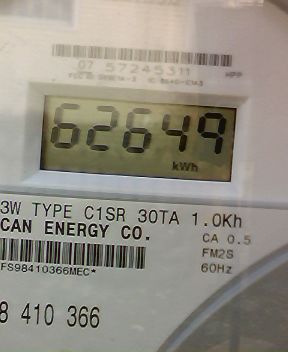 07 57245311 HPP
62649
kWh
3W TYPE C1SR 30TA 1.0Kh
CAN ENERGY CO.
CA 0.5
FM2S
60Hz
FS98410366MEC*
8 410 366